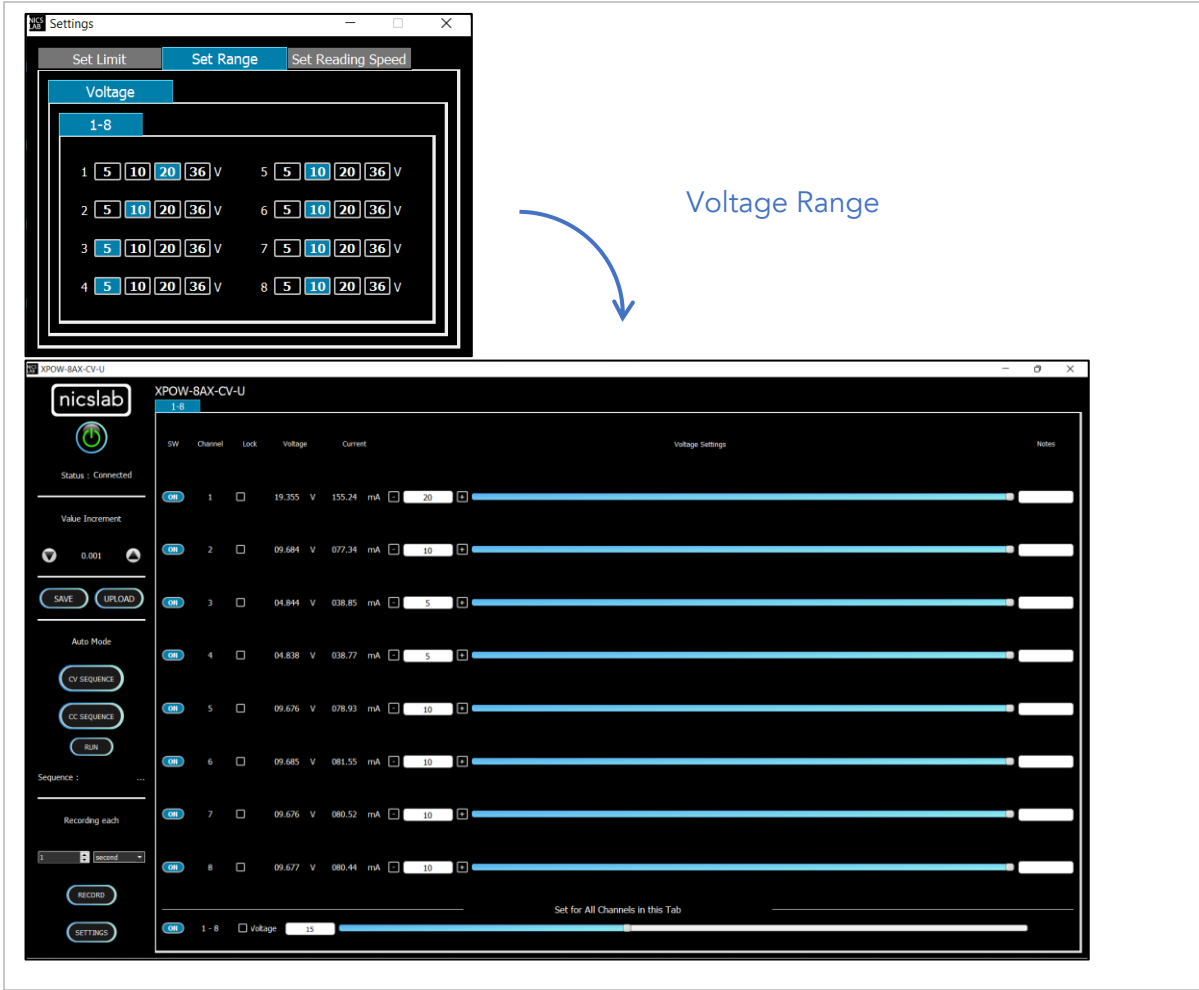 NICS LAB Settings
Set Limit Set Range Set Reading Speed
Voltage
1-8
1 5 10 20 36 V 5 5 10 20 36 V
2 5 10 20 36 V 6 5 10 20 36 V
3 5 10 20 36 V 7 5 10 20 36 V
4 5 10 20 36 V 8 5 10 20 36 V
Voltage Range
NICS LAB XPOW-8AX-CV-U
nicslab
Status : Connected
Value Increment
0.001
SAVE UPLOAD
Auto Mode
CV SEQUENCE
CC SEQUENCE
RUN
Sequence : ...
Recording each
1 second
RECORD
SETTINGS
XPOW-8AX-CV-U
1-8
SW Channel Lock Voltage Current Voltage Settings Notes
ON 1 19.355 V 155.24 mA - 20 +
ON 2 09.684 V 077.34 mA - 10 +
ON 3 04.844 V 038.85 mA - 5 +
ON 4 04.838 V 038.77 mA - 5 +
ON 5 09.676 V 078.93 mA - 10 +
ON 6 09.685 V 081.55 mA - 10 +
ON 7 09.676 V 080.52 mA - 10 +
ON 8 09.677 V 080.44 mA - 10 +
Set for All Channels in this Tab
ON 1 - 8 Voltage 15